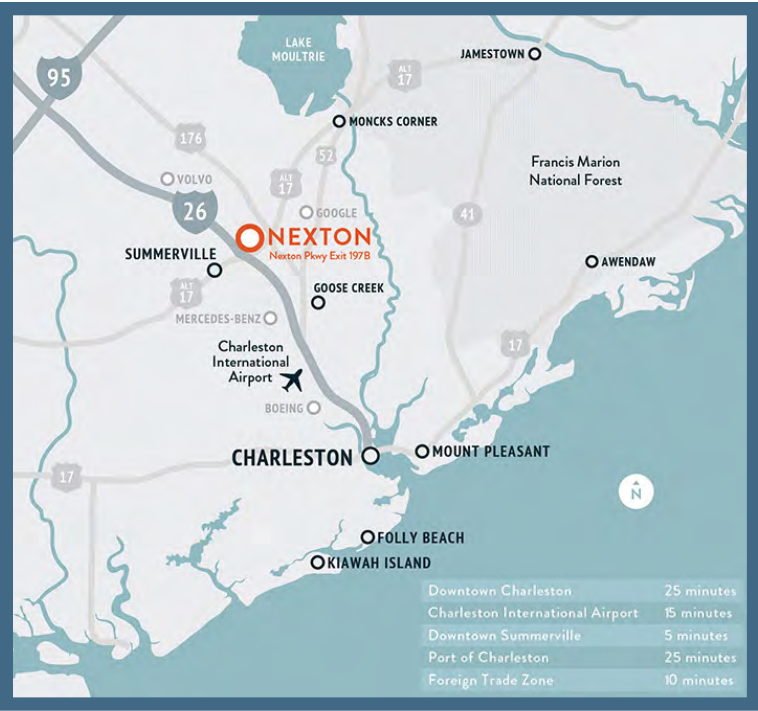 LAKE
MOULTRIE
JAMESTOWN
95
ALT
17
MONCKS CORNER
176
52
Francis Marion
National Forest
VOLVO
ALT
17
26
GOOGLE
41
NEXTON
Nexton Pkwy Exit 197B
SUMMERVILLE
AWENDAW
ALT
17
GOOSE CREEK
MERCEDES-BENZ
17
Charleston
International
Airport
BOEING
CHARLESTON
MOUNT PLEASANT
17
N
FOLLY BEACH
KIAWAH ISLAND
Downtown Charleston 25 minutes
Charleston International Airport 15 minutes
Downtown Summerville 5 minutes
Port of Charleston 25 minutes
Foreign Trade Zone 10 minutes